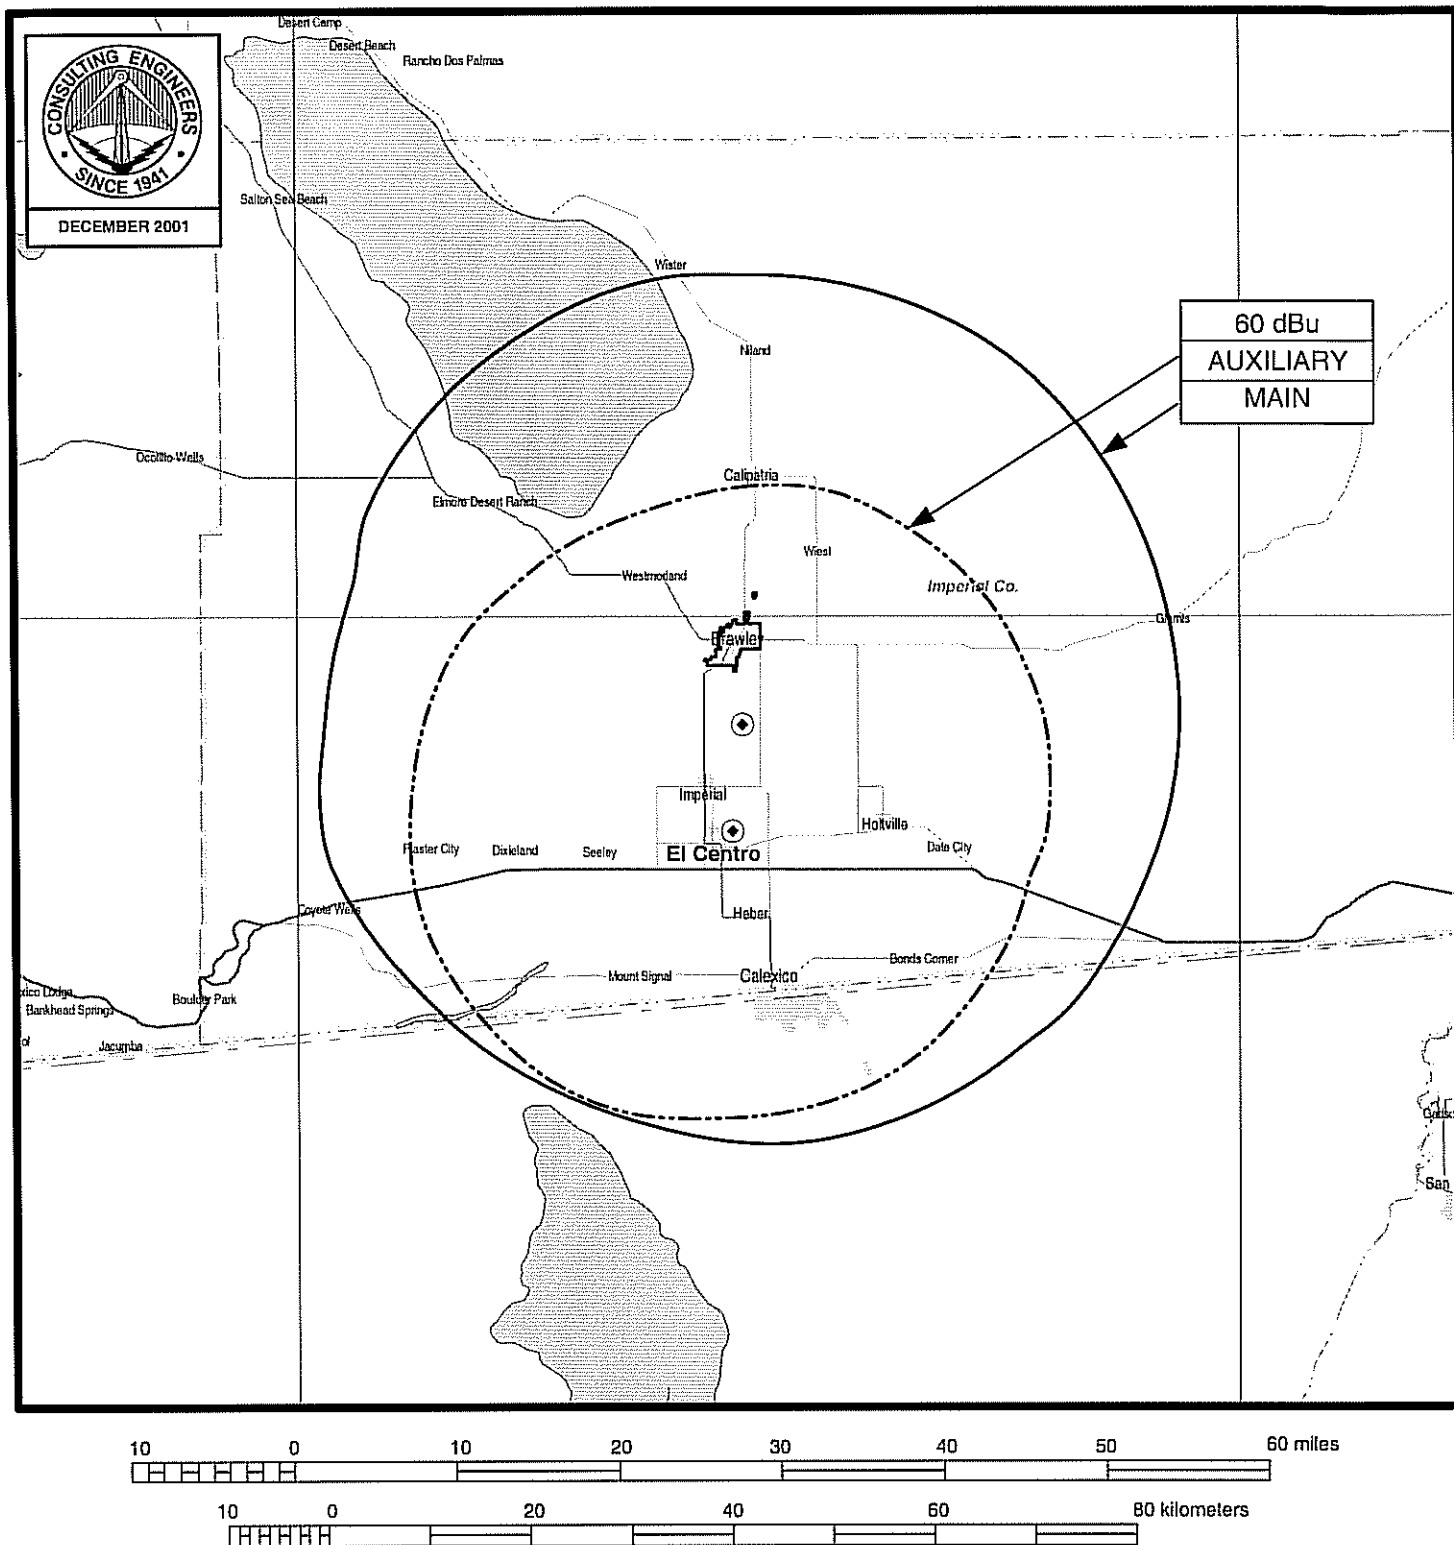 Desert Camp
Desert Beach
Rancho Dos Palmas
CONSULTING ENGINEERS
SINCE 1941
DECEMBER 2001
Salton Sea Beach
Wister
Niland
60 dBu
AUXILIARY
MAIN
Ocotillo Wells
Calipatria
Elmore Desert Ranch
Wiest
Westmorland
Imperial Co.
Glamis
Brawley
Imperial
Holtville
Plaster City
Dixieland
Seeley
El Centro
Date City
Coyote Wells
Heber
Bonds Corner
Mount Signal
Calexico
xico Lodge
Boulder Park
Bankhead Springs
Jacumba
San
10 0 10 20 30 40 50 60 miles
10 0 20 40 60 80 kilometers